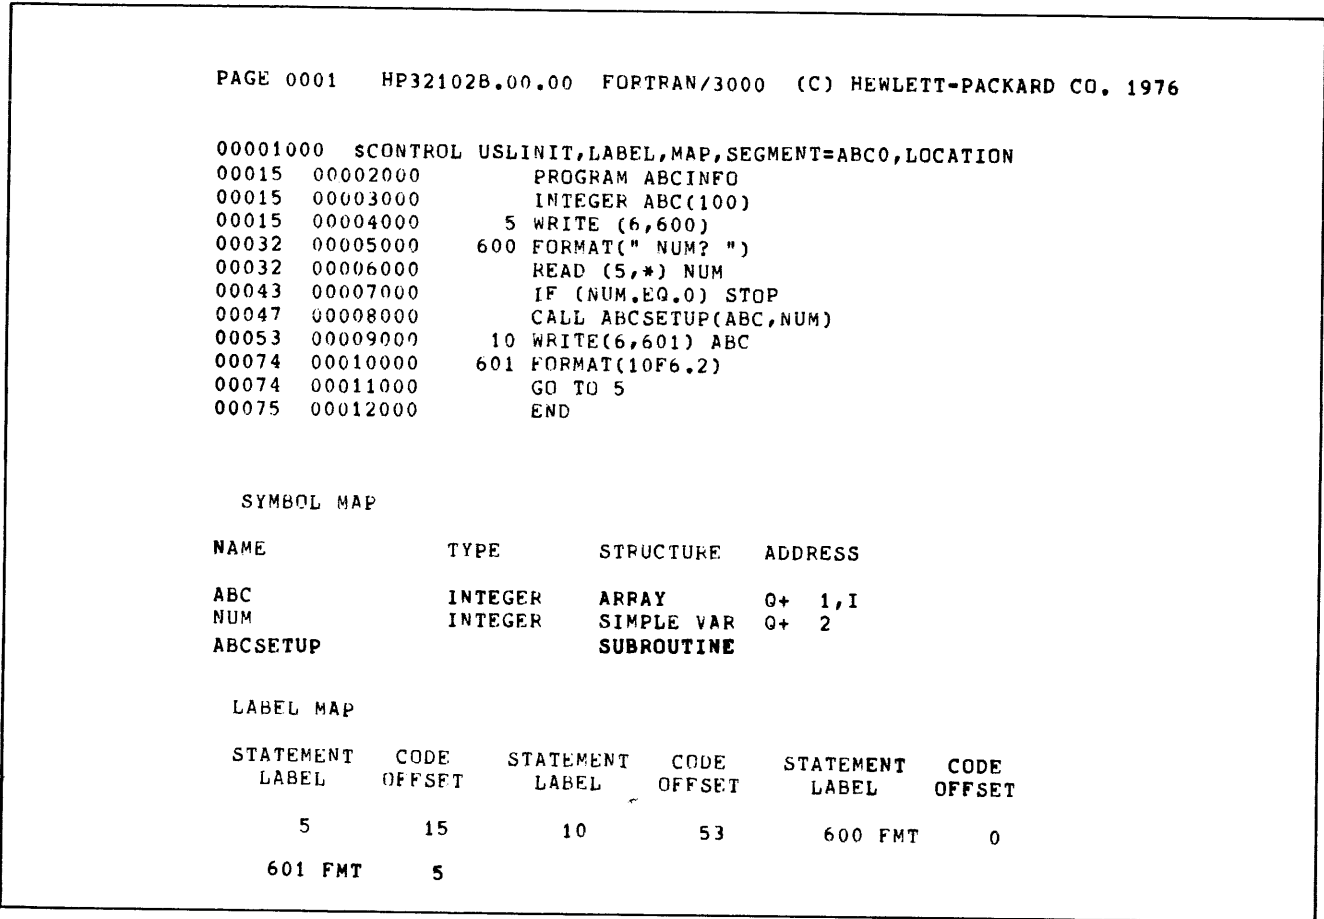 PAGE 0001   HP32102B.00.00  FORTRAN/3000  (C) HEWLETT-PACKARD CO. 1976
00001000  $CONTROL USLINIT,LABEL,MAP,SEGMENT=ABC0,LOCATION
00015  00002000        PROGRAM ABCINFO
00015  00003000        INTEGER ABC(100)
00015  00004000      5 WRITE (6,600)
00032  00005000    600 FORMAT(" NUM? ")
00032  00006000        READ (5,*) NUM
00043  00007000        IF (NUM.EQ.0) STOP
00047  00008000        CALL ABCSETUP(ABC,NUM)
00053  00009000     10 WRITE(6,601) ABC
00074  00010000    601 FORMAT(10F6.2)
00074  00011000        GO TO 5
00075  00012000        END
SYMBOL MAP
NAME            TYPE       STRUCTURE   ADDRESS
ABC             INTEGER    ARRAY       Q+  1,I
NUM             INTEGER    SIMPLE VAR  Q+  2
ABCSETUP                   SUBROUTINE
LABEL MAP
STATEMENT   CODE     STATEMENT   CODE     STATEMENT   CODE
LABEL    OFFSET      LABEL    OFFSET      LABEL    OFFSET
5        15        10        53        600 FMT     0
601 FMT     5